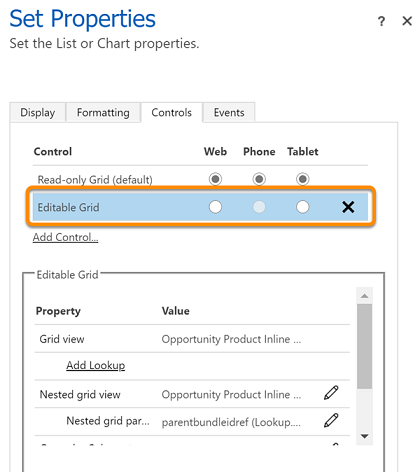 Set Properties
? ×
Set the List or Chart properties.
Display Formatting Controls Events
Control Web Phone Tablet
Read-only Grid (default)
Editable Grid
Add Control...
Editable Grid
Property Value
Grid view Opportunity Product Inline ...
Add Lookup
Nested grid view Opportunity Product Inline ...
Nested grid par... parentbundleidref (Lookup....